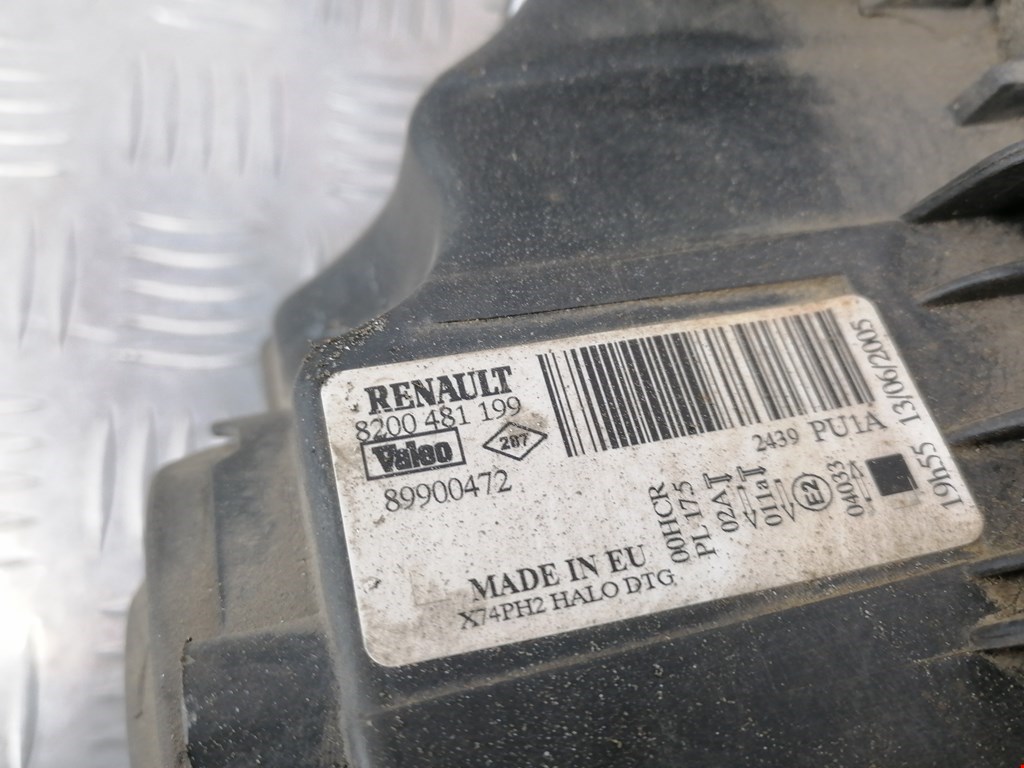 RENAULT
8200 481 199
Valeo
207
89900472
MADE IN EU
X74PH2 HALO DTG
2439 PU1A
00HCR
PL 175
02A
011a
E2
04033
19h55 13/06/2005